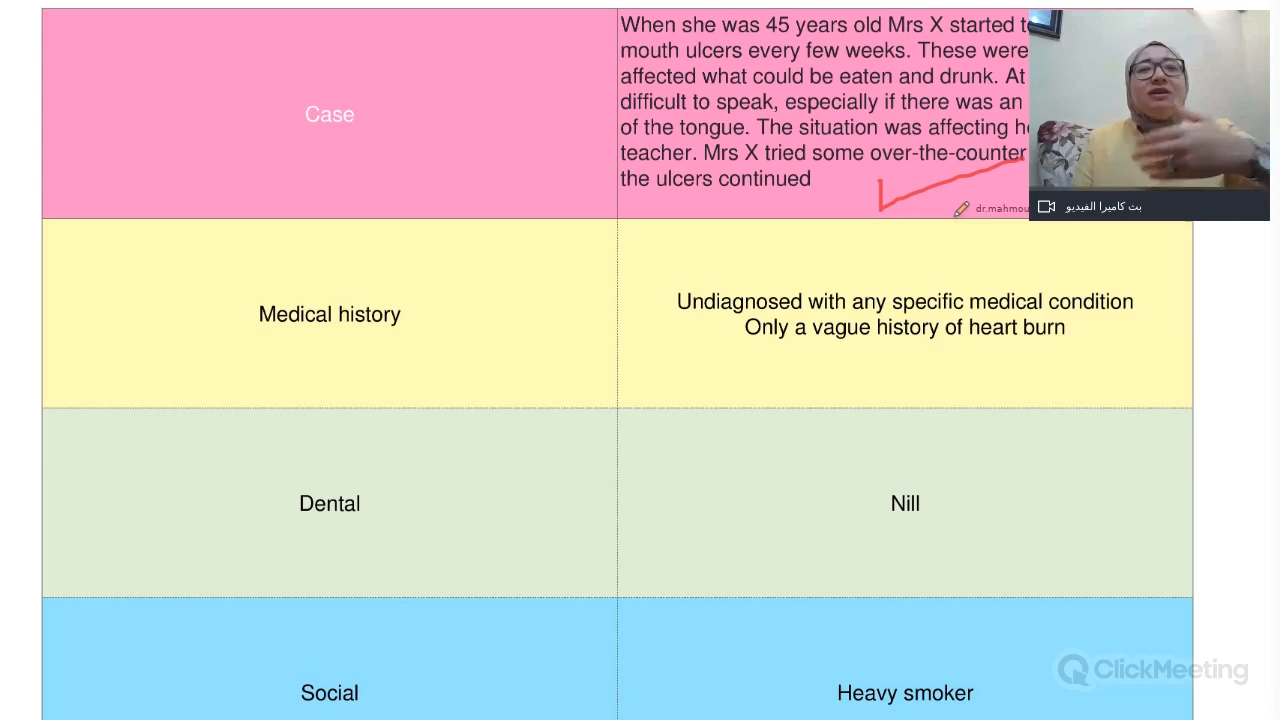 Case
When she was 45 years old Mrs X started
mouth ulcers every few weeks. These were
affected what could be eaten and drunk. At
difficult to speak, especially if there was an
of the tongue. The situation was affecting
teacher. Mrs X tried some over-the-counter
the ulcers continued
dr.mahmou
بث كاميرا الفيديو
Medical history
Undiagnosed with any specific medical condition
Only a vague history of heart burn
Dental
Nill
Social
Heavy smoker
ClickMeeting